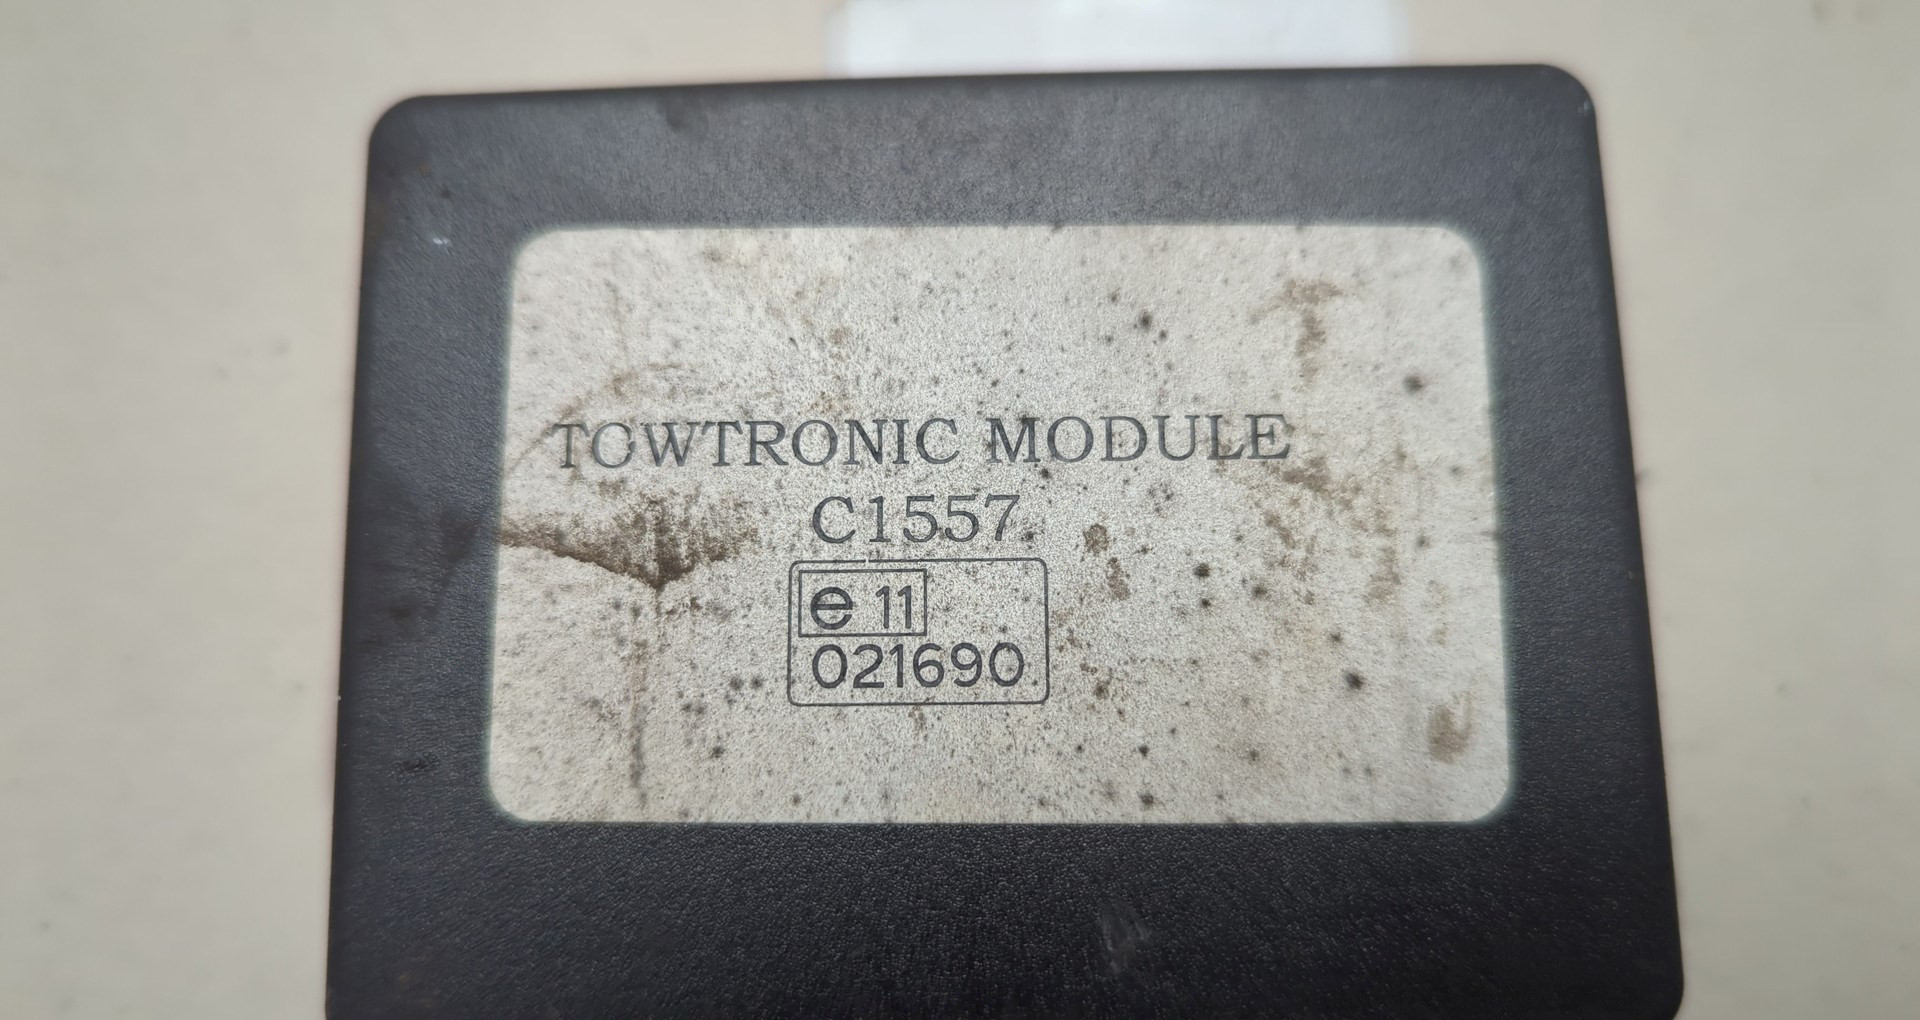 TOWTRONIC MODULE
C1557
e 11
021690